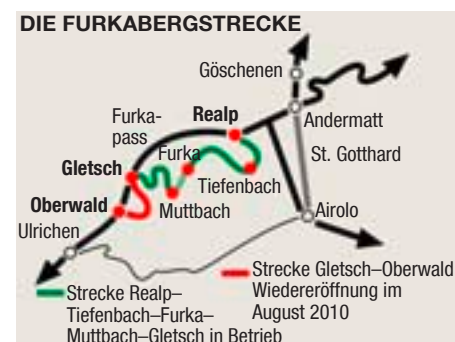 DIE FURKABERGSTRECKE
Göschenen
Furka-
pass
Realp
Andermatt
Furka
St. Gotthard
Gletsch
Tiefenbach
Oberwald
Muttbach
Airolo
Ulrichen
Strecke Gletsch–Oberwald
Wiedereröffnung im
August 2010
Strecke Realp–
Tiefenbach–Furka–
Muttbach–Gletsch in Betrieb